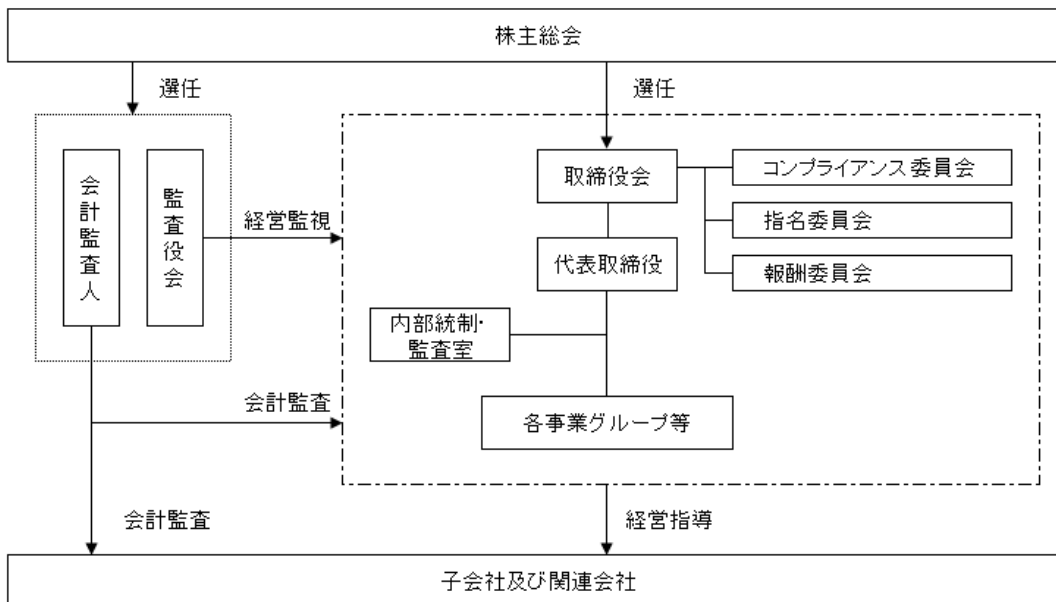 株主総会
選任
選任
会計監査人
監査役会
経営監視
取締役会
コンプライアンス委員会
指名委員会
報酬委員会
代表取締役
内部統制・
監査室
会計監査
各事業グループ等
会計監査
経営指導
子会社及び関連会社